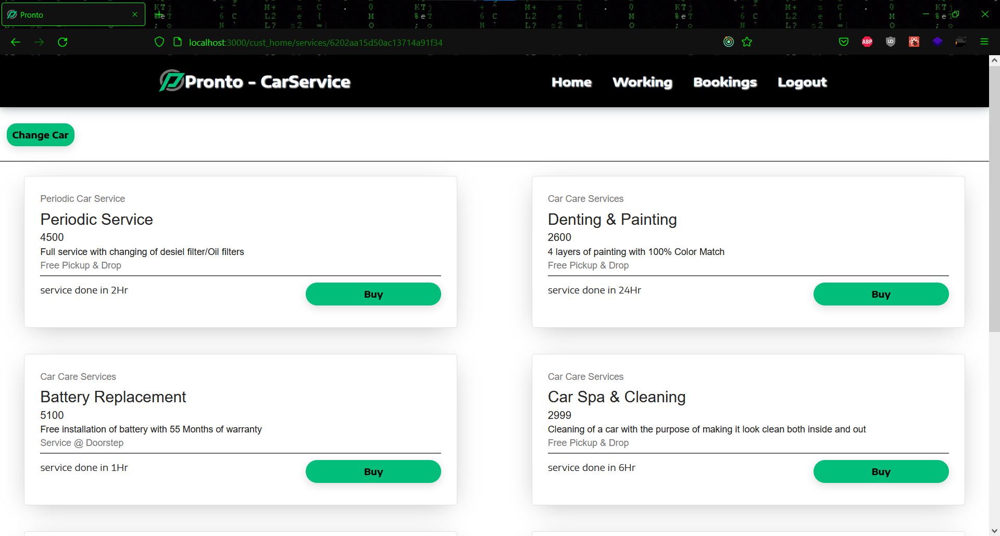 Pronto
localhost:3000/cust_home/services/6202aa15d50ac13714a91f34
ABP
Pronto - CarService
Home Working Bookings Logout
Change Car
Periodic Car Service
Periodic Service
4500
Full service with changing of desiel filter/Oil filters
Free Pickup & Drop
service done in 2Hr
Buy
Car Care Services
Denting & Painting
2600
4 layers of painting with 100% Color Match
Free Pickup & Drop
service done in 24Hr
Buy
Car Care Services
Battery Replacement
5100
Free installation of battery with 55 Months of warranty
Service @ Doorstep
service done in 1Hr
Buy
Car Care Services
Car Spa & Cleaning
2999
Cleaning of a car with the purpose of making it look clean both inside and out
Free Pickup & Drop
service done in 6Hr
Buy